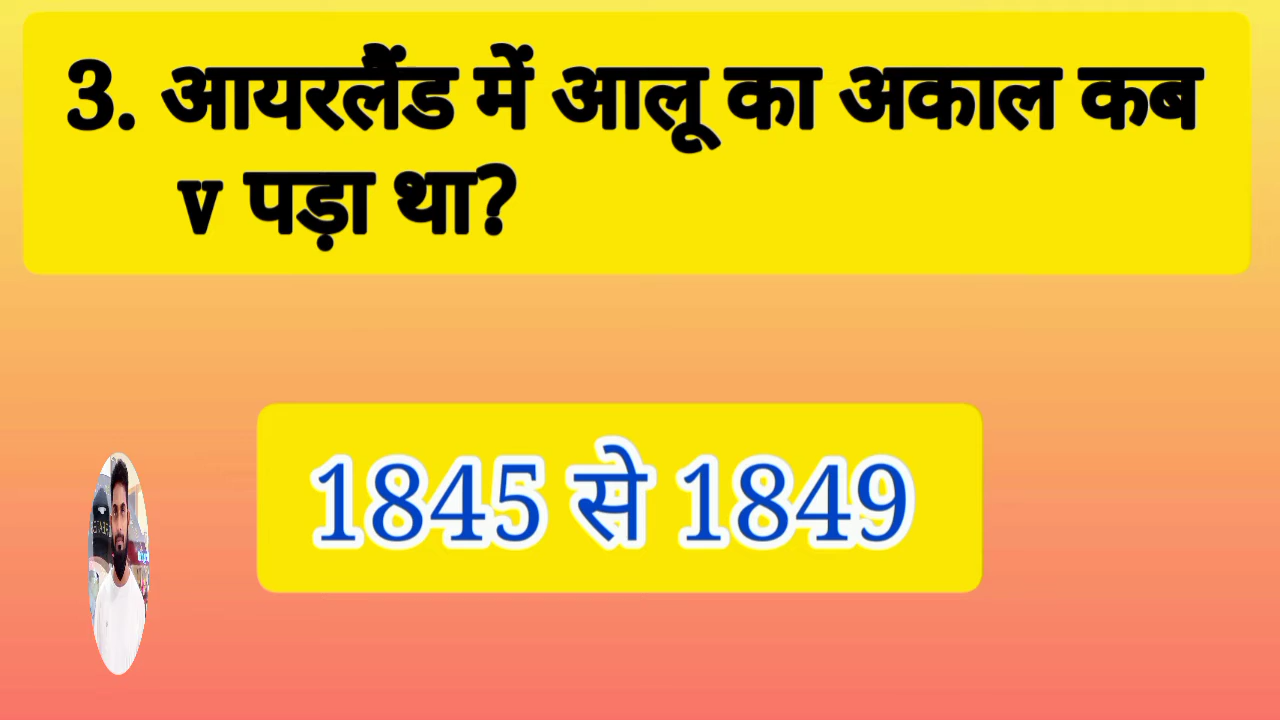 3. आयरलैंड में आलू का अकाल कब
v पड़ा था?
1845 से 1849